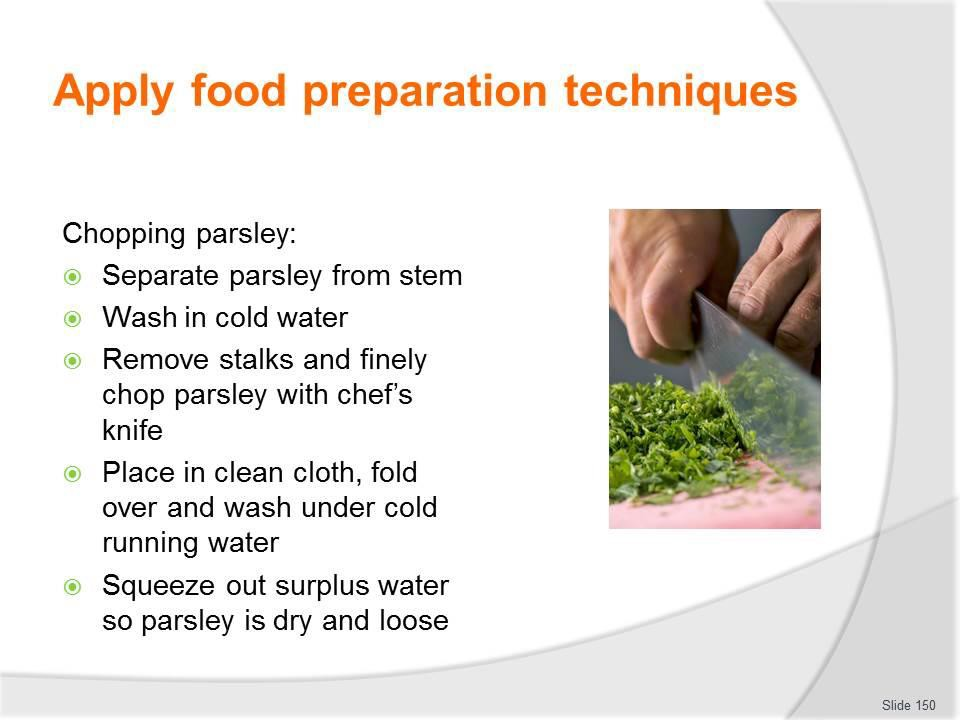 Apply food preparation techniques
Chopping parsley:
Separate parsley from stem
Wash in cold water
Remove stalks and finely
chop parsley with chef’s
knife
Place in clean cloth, fold
over and wash under cold
running water
Squeeze out surplus water
so parsley is dry and loose
Slide 150